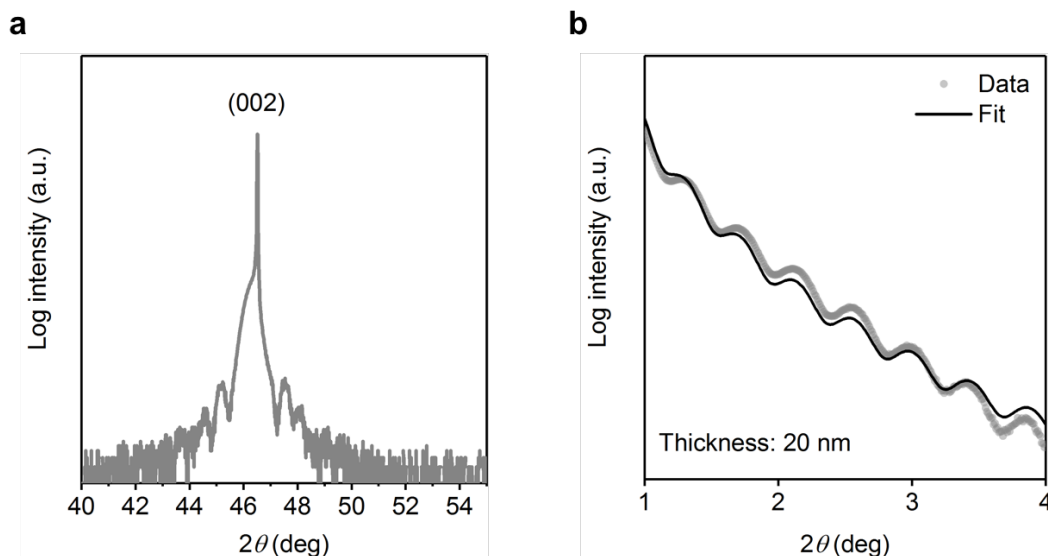 a
(002)
Log intensity (a.u.)
40 42 44 46 48 50 52 54
2θ (deg)
b
Data
Fit
Log intensity (a.u.)
Thickness: 20 nm
1 2 3 4
2θ (deg)